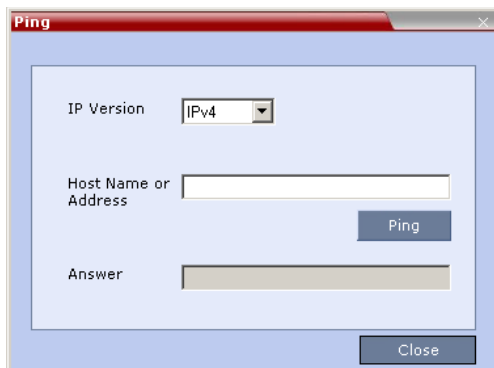 Ping
IP Version
IPv4
Host Name or
Address
Ping
Answer
Close